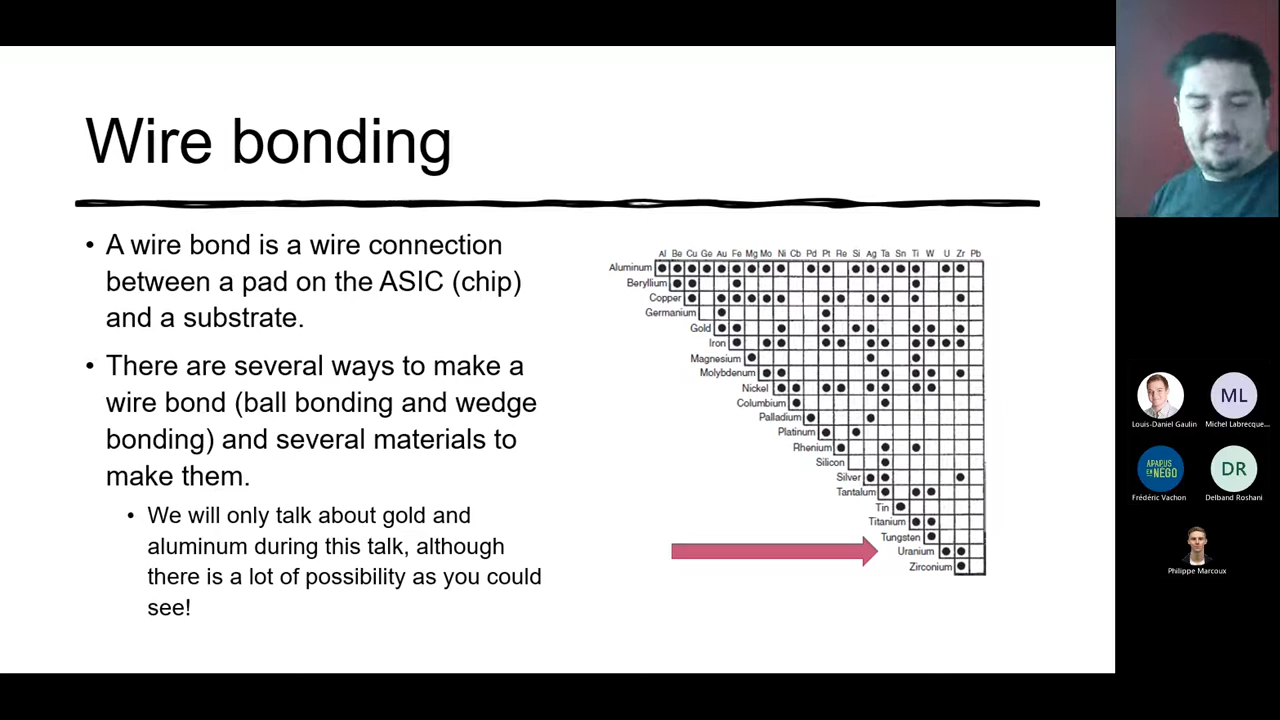 Wire bonding
• A wire bond is a wire connection
between a pad on the ASIC (chip)
and a substrate.
• There are several ways to make a
wire bond (ball bonding and wedge
bonding) and several materials to
make them.
• We will only talk about gold and
aluminum during this talk, although
there is a lot of possibility as you could
see!
Al Be Cu Ge Au Fe Mg Mo Ni Cb Pd Pt Re Si Ag Ta Sn Ti W U Zr Pb
Aluminum
Beryllium
Copper
Germanium
Gold
Iron
Magnesium
Molybdenum
Nickel
Columbium
Palladium
Platinum
Rhenium
Silicon
Silver
Tantalum
Tin
Titanium
Tungsten
Uranium
Zirconium
ML
Louis-Daniel Gaulin
Michel Labrecque...
APAPUS
EN NÉGO
DR
Frédéric Vachon
Delband Roshani
Philippe Marcoux